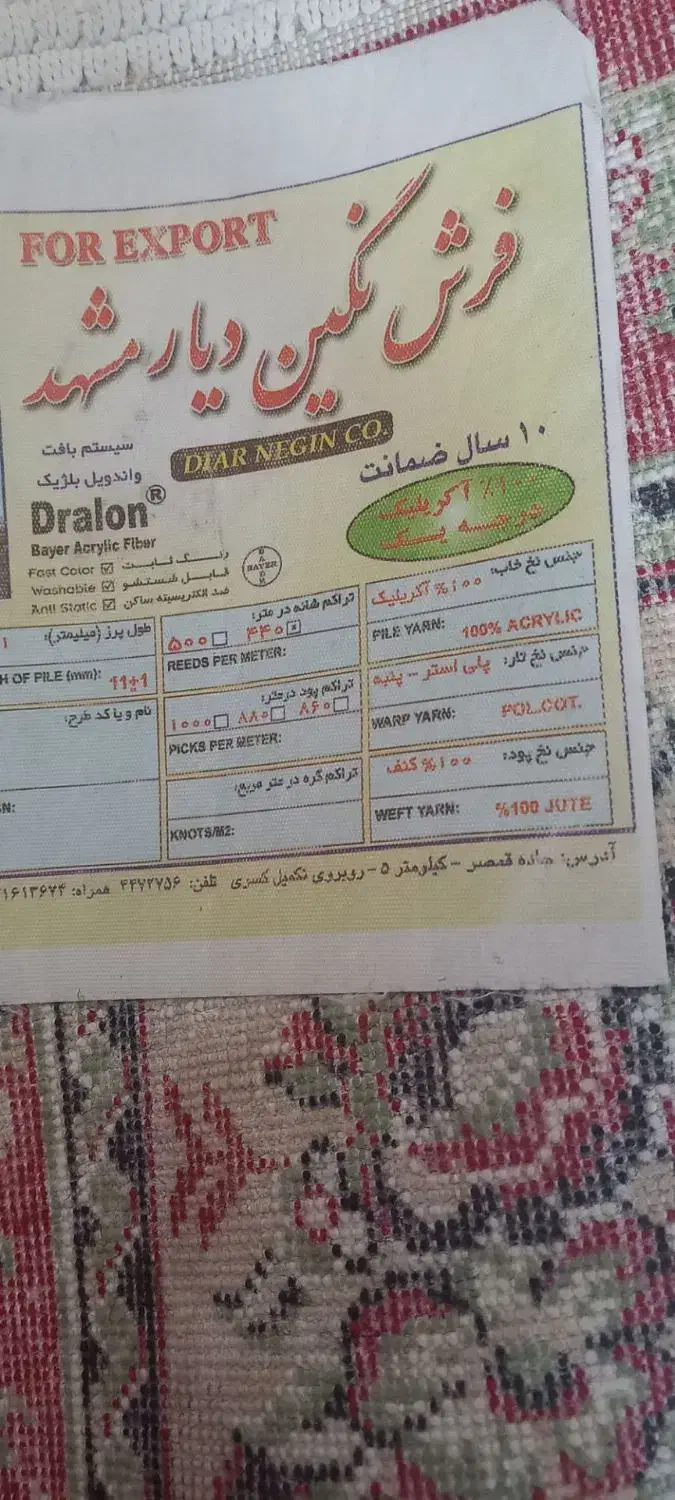 FOR EXPORT
فرش نگین دیار مشهد
DIAR NEGIN CO.
۱۰ سال ضمانت
۱۰۰٪ آکریلیک
درجه یک
سیستم بافت
واندویل بلژیک
Dralon®
Bayer Acrylic Fiber
Fast Color ☑ رنگ ثابت
Washable ☑ قابل شستشو
Anti Static ☑ ضد الکتریسیته ساکن
BAYER
جنس نخ خاب: ۱۰۰% آکریلیک
PILE YARN: 100% ACRYLIC
جنس نخ تار: پلی استر - پنبه
WARP YARN: POL.COT.
جنس نخ پود: ۱۰۰% کنف
WEFT YARN: %100 JUTE
تراکم شانه در متر:
۵۰۰ ☐ ۴۴۰ ☒
REEDS PER METER:
تراکم پود درمتر:
۱۰۰۰ ☐ ۸۸۰ ☐ ۸۶۰ ☐
PICKS PER METER:
تراکم گره در متر مربع:
KNOTS/M2:
طول پرز (میلیمتر): ۱
H OF PILE (mm): 11±1
نام و یا کد طرح:
N:
آدرس: جاده قمصر - کیلومتر ۵ - روبروی تکمیل کسری تلفن: ۴۴۷۲۷۵۶ همراه: ۱۶۱۳۶۷۴